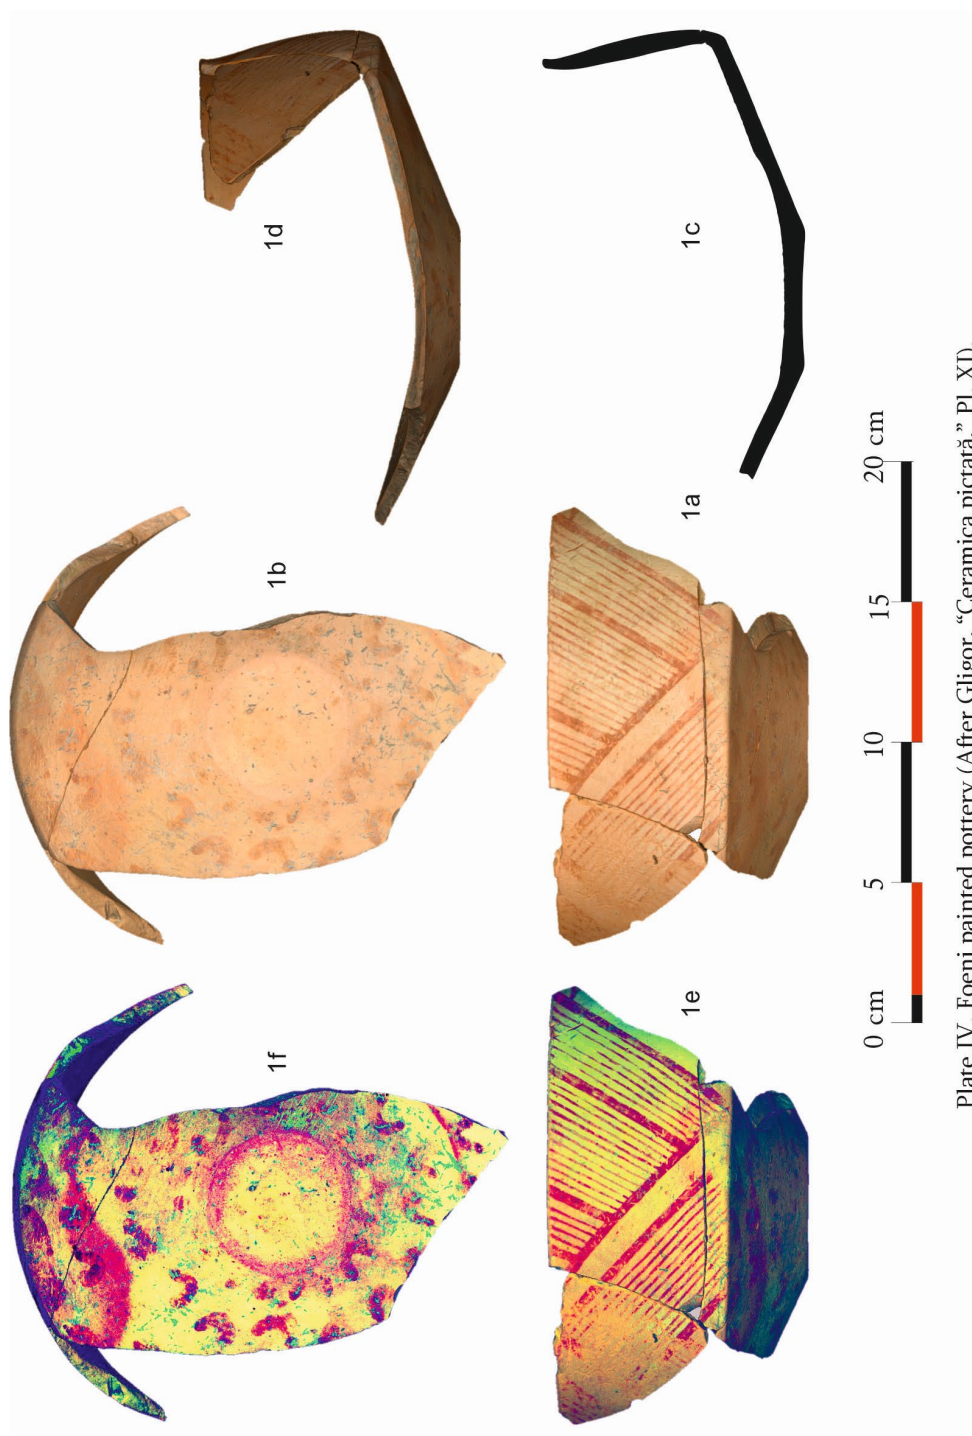 1d
1c
1b
1a
1f
1e
0 cm
5
10
15
20 cm
Plate IV. Foeni painted pottery (After Gligor, “Ceramica pictată,” Pl. XI).